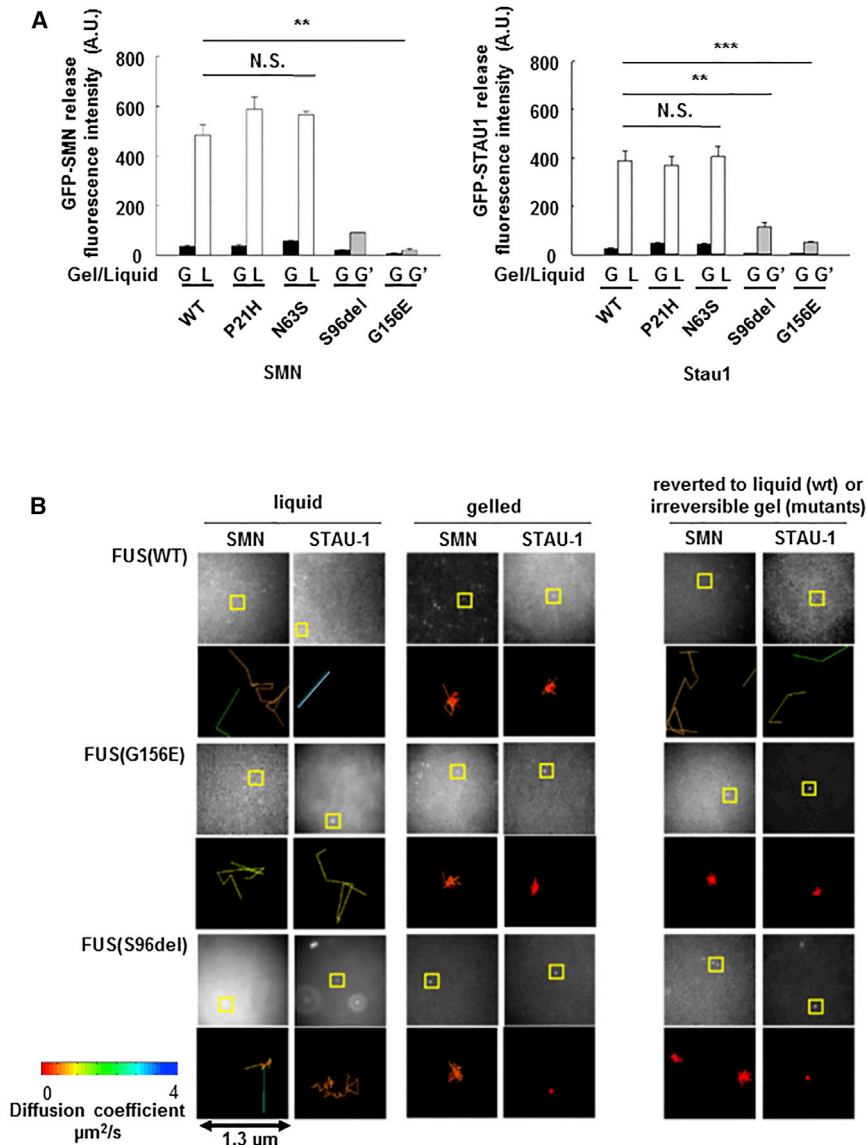 A
GFP-SMN release
fluorescence intensity (A.U.)
**
N.S.
800
600
400
200
0
Gel/Liquid
G L G L G L G G' G G'
WT P21H N63S S96del G156E
SMN
GFP-STAU1 release
fluorescence intensity (A.U.)
***
**
N.S.
800
600
400
200
0
G L G L G L G G' G G'
WT P21H N63S S96del G156E
Stau1
B
liquid
gelled
reverted to liquid (wt) or
irreversible gel (mutants)
SMN STAU-1 SMN STAU-1 SMN STAU-1
FUS(WT)
FUS(G156E)
FUS(S96del)
0 4
Diffusion coefficient
µm²/s
1.3 µm